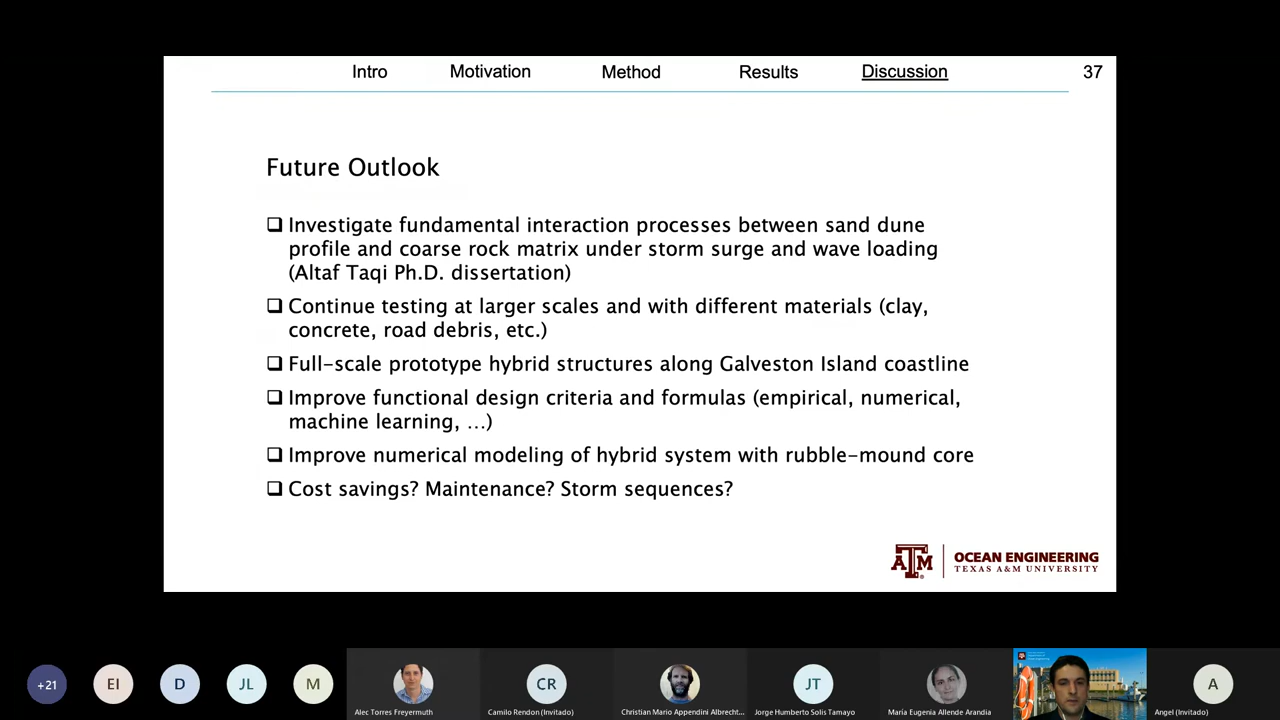 Intro Motivation Method Results Discussion 37
Future Outlook
❑ Investigate fundamental interaction processes between sand dune
profile and coarse rock matrix under storm surge and wave loading
(Altaf Taqi Ph.D. dissertation)
❑ Continue testing at larger scales and with different materials (clay,
concrete, road debris, etc.)
❑ Full-scale prototype hybrid structures along Galveston Island coastline
❑ Improve functional design criteria and formulas (empirical, numerical,
machine learning, …)
❑ Improve numerical modeling of hybrid system with rubble-mound core
❑ Cost savings? Maintenance? Storm sequences?
ATM OCEAN ENGINEERING
TEXAS A&M UNIVERSITY
+21 EI D JL M CR JT A
Alec Torres Freyermuth Camilo Rendon (Invitado) Christian Mario Appendini Albrecht... Jorge Humberto Solis Tamayo María Eugenia Allende Arandia Angel (Invitado)